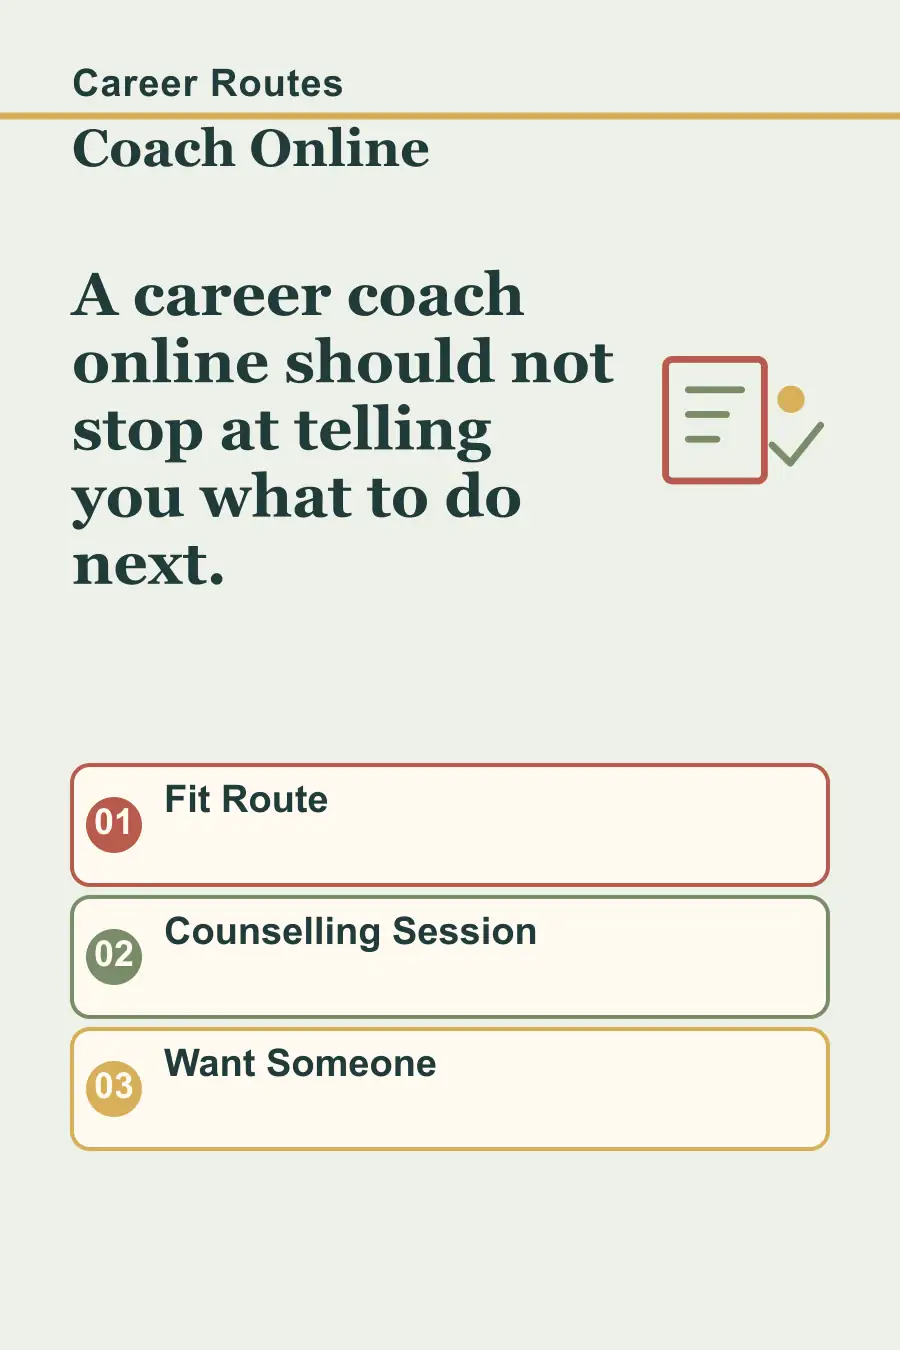 Career Routes
Coach Online
A career coach
online should not
stop at telling
you what to do
next.
01
Fit Route
02
Counselling Session
03
Want Someone